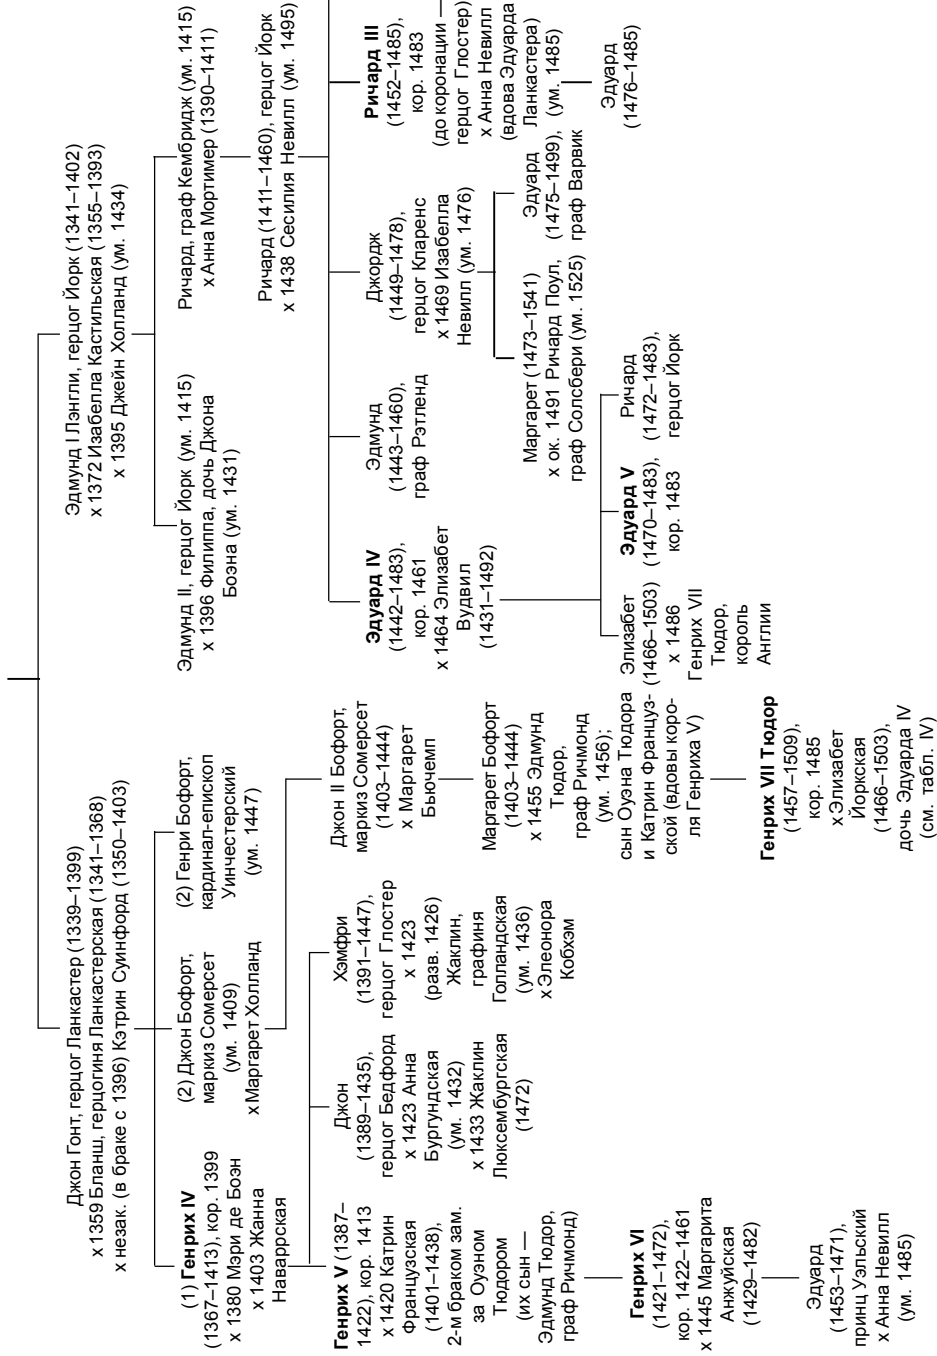 Джон Гонт, герцог Ланкастер (1339–1399)
х 1359 Бланш, герцогиня Ланкастерская (1341–1368)
х незак. (в браке с 1396) Кэтрин Суинфорд (1350–1403)
Эдмунд I Лэнгли, герцог Йорк (1341–1402)
х 1372 Изабелла Кастильская (1355–1393)
х 1395 Джейн Холланд (ум. 1434)
(1) Генрих IV
(1367–1413), кор. 1399
х 1380 Мэри де Боэн
х 1403 Жанна
Наваррская
(2) Джон Бофорт,
маркиз Сомерсет
(ум. 1409)
х Маргарет Холланд
(2) Генри Бофорт,
кардинал-епископ
Уинчестерский
(ум. 1447)
Эдмунд II, герцог Йорк (ум. 1415)
х 1396 Филиппа, дочь Джона
Боэна (ум. 1431)
Ричард, граф Кембридж (ум. 1415)
х Анна Мортимер (1390–1411)
Ричард (1411–1460), герцог Йорк
х 1438 Сесилия Невилл (ум. 1495)
Генрих V (1387–
1422), кор. 1413
х 1420 Катрин
Французская
(1401–1438),
2-м браком зам.
за Оуэном
Тюдором
(их сын —
Эдмунд Тюдор,
граф Ричмонд)
Джон
(1389–1435),
герцог Бедфорд
х 1423 Анна
Бургундская
(ум. 1432)
х 1433 Жаклин
Люксембургская
(1472)
Хэмфри
(1391–1447),
герцог Глостер
х 1423
(разв. 1426)
Жаклин,
графиня
Голландская
(ум. 1436)
х Элеонора
Кобхэм
Джон II Бофорт,
маркиз Сомерсет
(1403–1444)
х Маргарет
Бьючемп
Эдуард IV
(1442–1483),
кор. 1461
х 1464 Элизабет
Вудвил
(1431–1492)
Эдмунд
(1443–1460),
граф Рэтленд
Джордж
(1449–1478),
герцог Кларенс
х 1469 Изабелла
Невилл (ум. 1476)
Ричард III
(1452–1485),
кор. 1483
(до коронации —
герцог Глостер)
х Анна Невилл
(вдова Эдуарда
Ланкастера)
(ум. 1485)
Маргарет Бофорт
(1403–1444)
х 1455 Эдмунд
Тюдор,
граф Ричмонд
(ум. 1456);
сын Оуэна Тюдора
и Катрин Француз-
ской (вдовы коро-
ля Генриха V)
Маргарет (1473–1541)
х ок. 1491 Ричард Поул,
граф Солсбери (ум. 1525)
Эдуард
(1475–1499),
граф Варвик
Эдуард
(1476–1485)
Генрих VI
(1421–1472),
кор. 1422–1461
х 1445 Маргарита
Анжуйская
(1429–1482)
Элизабет
(1466–1503)
х 1486
Генрих VII
Тюдор,
король
Англии
Эдуард V
(1470–1483),
кор. 1483
Ричард
(1472–1483),
герцог Йорк
Эдуард
(1453–1471),
принц Уэльский
х Анна Невилл
(ум. 1485)
Генрих VII Тюдор
(1457–1509),
кор. 1485
х Элизабет
Йоркская
(1466–1503),
дочь Эдуарда IV
(см. табл. IV)